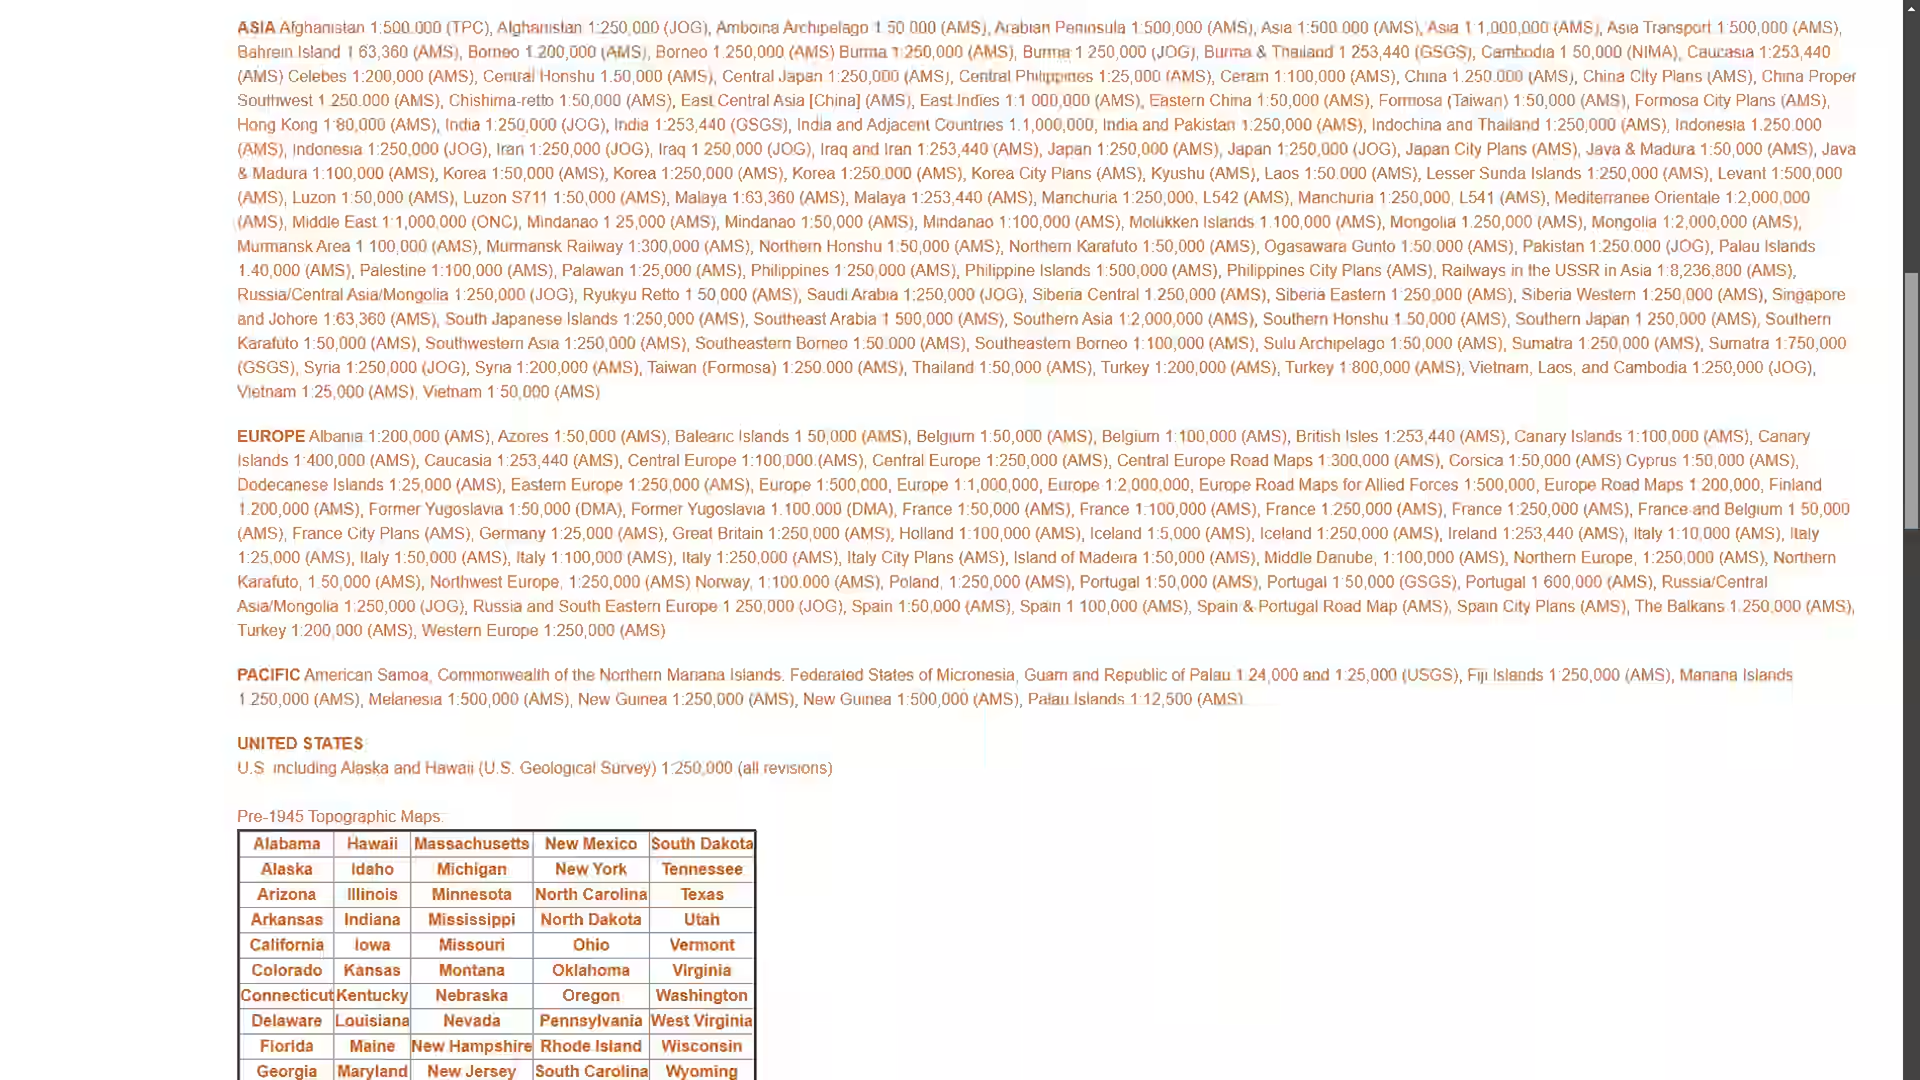 ASIA Afghanistan 1:500.000 (TPC), Afghanistan 1:250,000 (JOG), Amboina Archipelago 1 50 000 (AMS), Arabian Peninsula 1:500,000 (AMS), Asia 1:500 000 (AMS), Asia 1 1,000,000 (AMS), Asia Transport 1:500,000 (AMS),
Bahrein Island 1 63,360 (AMS), Borneo 1 200,000 (AMS), Borneo 1 250,000 (AMS) Burma 1 250,000 (AMS), Burma 1 250,000 (JOG), Burma & Thailand 1 253,440 (GSGS), Cambodia 1 50,000 (NIMA), Caucasia 1:253,440
(AMS) Celebes 1:200,000 (AMS), Central Honshu 1.50,000 (AMS), Central Japan 1:250,000 (AMS), Central Philippines 1:25,000 (AMS), Ceram 1:100,000 (AMS), China 1.250.000 (AMS), China City Plans (AMS), China Proper
Southwest 1 250.000 (AMS), Chishima-retto 1:50,000 (AMS), East Central Asia [China] (AMS), East Indies 1:1 000,000 (AMS), Eastern China 1:50,000 (AMS), Formosa (Taiwan) 1:50,000 (AMS), Formosa City Plans (AMS),
Hong Kong 1:80,000 (AMS), India 1:250,000 (JOG), India 1:253,440 (GSGS), India and Adjacent Countries 1.1,000,000, India and Pakistan 1:250,000 (AMS), Indochina and Thailand 1:250,000 (AMS), Indonesia 1.250.000
(AMS), Indonesia 1:250,000 (JOG), Iran 1:250,000 (JOG), Iraq 1 250,000 (JOG), Iraq and Iran 1:253,440 (AMS), Japan 1:250,000 (AMS), Japan 1:250,000 (JOG), Japan City Plans (AMS), Java & Madura 1:50,000 (AMS), Java
& Madura 1:100,000 (AMS), Korea 1:50,000 (AMS), Korea 1:250,000 (AMS), Korea 1:250.000 (AMS), Korea City Plans (AMS), Kyushu (AMS), Laos 1:50.000 (AMS), Lesser Sunda Islands 1:250,000 (AMS), Levant 1:500,000
(AMS), Luzon 1:50,000 (AMS), Luzon S711 1:50,000 (AMS), Malaya 1:63,360 (AMS), Malaya 1:253,440 (AMS), Manchuria 1:250,000, L542 (AMS), Manchuria 1:250,000, L541 (AMS), Mediterranee Orientale 1:2,000,000
(AMS), Middle East 1:1,000,000 (ONC), Mindanao 1 25,000 (AMS), Mindanao 1:50,000 (AMS), Mindanao 1:100,000 (AMS), Molukken Islands 1.100,000 (AMS), Mongolia 1.250,000 (AMS), Mongolia 1:2,000,000 (AMS),
Murmansk Area 1 100,000 (AMS), Murmansk Railway 1:300,000 (AMS), Northern Honshu 1:50,000 (AMS), Northern Karafuto 1:50,000 (AMS), Ogasawara Gunto 1:50.000 (AMS), Pakistan 1:250.000 (JOG), Palau Islands
1.40,000 (AMS), Palestine 1:100,000 (AMS), Palawan 1:25,000 (AMS), Philippines 1:250,000 (AMS), Philippine Islands 1:500,000 (AMS), Philippines City Plans (AMS), Railways in the USSR in Asia 1:8,236,800 (AMS),
Russia/Central Asia/Mongolia 1:250,000 (JOG), Ryukyu Retto 1 50,000 (AMS), Saudi Arabia 1:250,000 (JOG), Siberia Central 1.250,000 (AMS), Siberia Eastern 1:250,000 (AMS), Siberia Western 1:250,000 (AMS), Singapore
and Johore 1:63,360 (AMS), South Japanese Islands 1:250,000 (AMS), Southeast Arabia 1 500,000 (AMS), Southern Asia 1:2,000,000 (AMS), Southern Honshu 1.50,000 (AMS), Southern Japan 1 250,000 (AMS), Southern
Karafuto 1:50,000 (AMS), Southwestern Asia 1:250,000 (AMS), Southeastern Borneo 1:50.000 (AMS), Southeastern Borneo 1:100,000 (AMS), Sulu Archipelago 1:50,000 (AMS), Sumatra 1:250,000 (AMS), Sumatra 1:750,000
(GSGS), Syria 1:250,000 (JOG), Syria 1:200,000 (AMS), Taiwan (Formosa) 1:250.000 (AMS), Thailand 1:50,000 (AMS), Turkey 1:200,000 (AMS), Turkey 1:800,000 (AMS), Vietnam, Laos, and Cambodia 1:250,000 (JOG),
Vietnam 1:25,000 (AMS), Vietnam 1:50,000 (AMS)
EUROPE Albania 1:200,000 (AMS), Azores 1:50,000 (AMS), Balearic Islands 1 50,000 (AMS), Belgium 1:50,000 (AMS), Belgium 1:100,000 (AMS), British Isles 1:253,440 (AMS), Canary Islands 1:100,000 (AMS), Canary
Islands 1:400,000 (AMS), Caucasia 1:253,440 (AMS), Central Europe 1:100,000.(AMS), Central Europe 1:250,000 (AMS), Central Europe Road Maps 1:300,000 (AMS), Corsica 1:50,000 (AMS) Cyprus 1:50,000 (AMS),
Dodecanese Islands 1:25,000 (AMS), Eastern Europe 1:250,000 (AMS), Europe 1:500,000, Europe 1:1,000,000, Europe 1:2,000,000, Europe Road Maps for Allied Forces 1:500,000, Europe Road Maps 1 200,000, Finland
1.200,000 (AMS), Former Yugoslavia 1:50,000 (DMA), Former Yugoslavia 1.100,000 (DMA), France 1:50,000 (AMS), France 1:100,000 (AMS), France 1.250,000 (AMS), France 1:250,000 (AMS), France and Belgium 1 50,000
(AMS), France City Plans (AMS), Germany 1:25,000 (AMS), Great Britain 1:250,000 (AMS), Holland 1:100,000 (AMS), Iceland 1:5,000 (AMS), Iceland 1:250,000 (AMS), Ireland 1:253,440 (AMS), Italy 1:10,000 (AMS), Italy
1:25,000 (AMS), Italy 1:50,000 (AMS), Italy 1:100,000 (AMS), Italy 1:250,000 (AMS), Italy City Plans (AMS), Island of Madeira 1:50,000 (AMS), Middle Danube, 1:100,000 (AMS), Northern Europe, 1:250,000 (AMS), Northern
Karafuto, 1.50,000 (AMS), Northwest Europe, 1:250,000 (AMS) Norway, 1:100.000 (AMS), Poland, 1:250,000 (AMS), Portugal 1:50,000 (AMS), Portugal 1:50,000 (GSGS), Portugal 1 600,000 (AMS), Russia/Central
Asia/Mongolia 1:250,000 (JOG), Russia and South Eastern Europe 1 250,000 (JOG), Spain 1:50,000 (AMS), Spain 1 100,000 (AMS), Spain & Portugal Road Map (AMS), Spain City Plans (AMS), The Balkans 1.250,000 (AMS),
Turkey 1:200,000 (AMS), Western Europe 1:250,000 (AMS)
PACIFIC American Samoa, Commonwealth of the Northern Mariana Islands. Federated States of Micronesia, Guam and Republic of Palau 1 24,000 and 1:25,000 (USGS), Fiji Islands 1:250,000 (AMS), Mariana Islands
1 250,000 (AMS), Melanesia 1:500,000 (AMS), New Guinea 1:250,000 (AMS), New Guinea 1:500,000 (AMS), Palau Islands 1:12,500 (AMS)
UNITED STATES
U.S. including Alaska and Hawaii (U.S. Geological Survey) 1:250,000 (all revisions)
Pre-1945 Topographic Maps:
Alabama Hawaii Massachusetts New Mexico South Dakota
Alaska Idaho Michigan New York Tennessee
Arizona Illinois Minnesota North Carolina Texas
Arkansas Indiana Mississippi North Dakota Utah
California Iowa Missouri Ohio Vermont
Colorado Kansas Montana Oklahoma Virginia
Connecticut Kentucky Nebraska Oregon Washington
Delaware Louisiana Nevada Pennsylvania West Virginia
Florida Maine New Hampshire Rhode Island Wisconsin
Georgia Maryland New Jersey South Carolina Wyoming